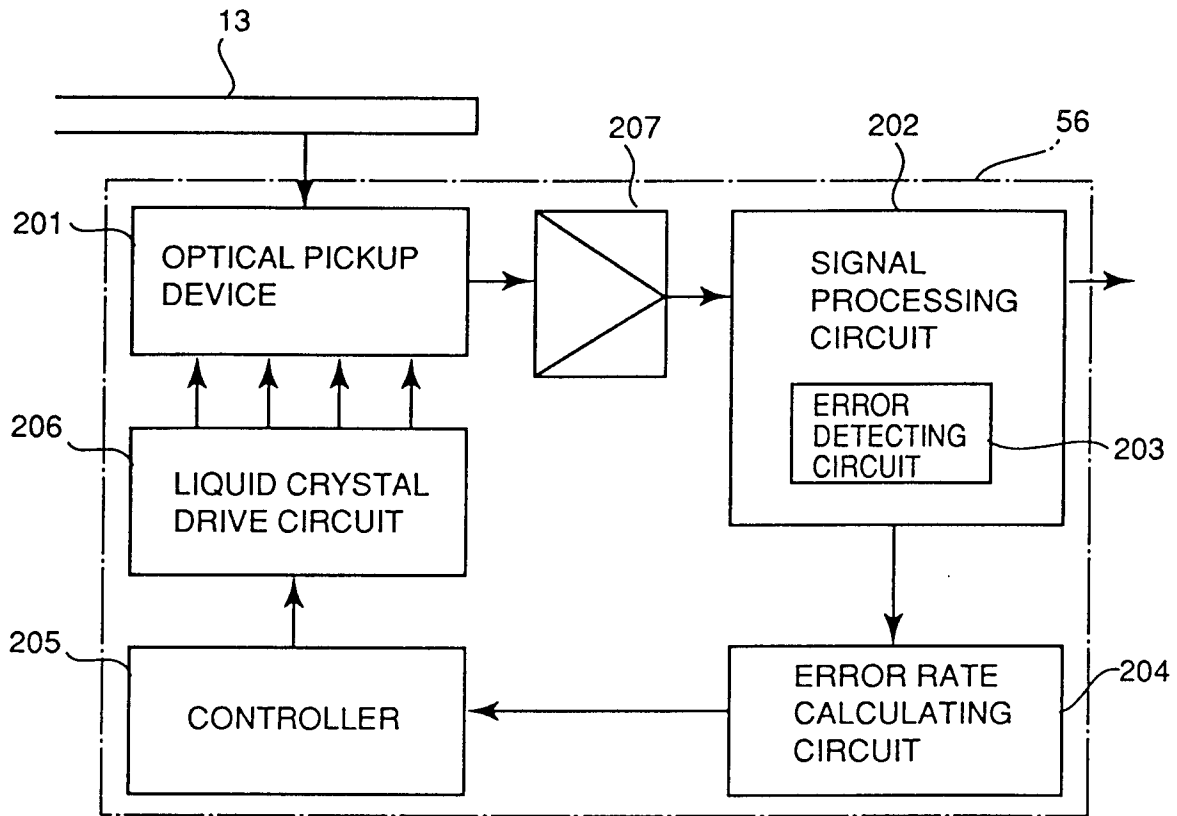 13
207
202
56
201
OPTICAL PICKUP
DEVICE
SIGNAL
PROCESSING
CIRCUIT
ERROR
DETECTING
CIRCUIT
203
206
LIQUID CRYSTAL
DRIVE CIRCUIT
205
CONTROLLER
ERROR RATE
CALCULATING
CIRCUIT
204